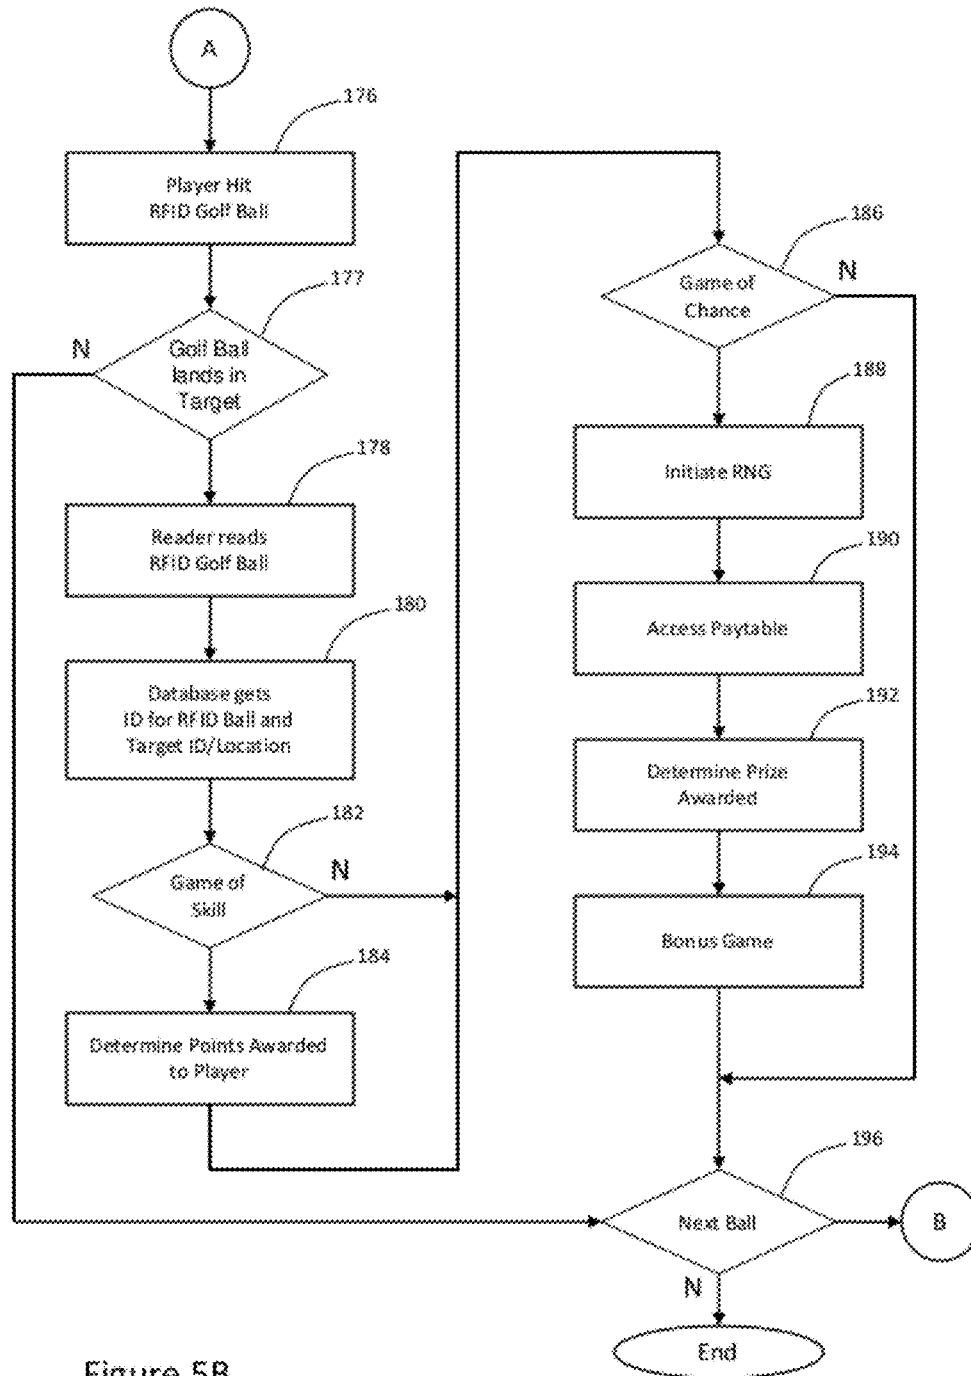 A
176
Player Hit
RFID Golf Ball
177
N
Golf Ball
lands in
Target
178
Reader reads
RFID Golf Ball
180
Database gets
ID for RFID Ball and
Target ID/Location
182
N
Game of
Skill
184
Determine Points Awarded
to Player
186
N
Game of
Chance
188
Initiate RNG
190
Access Paytable
192
Determine Prize
Awarded
194
Bonus Game
196
Next Ball
B
N
End
Figure 5B